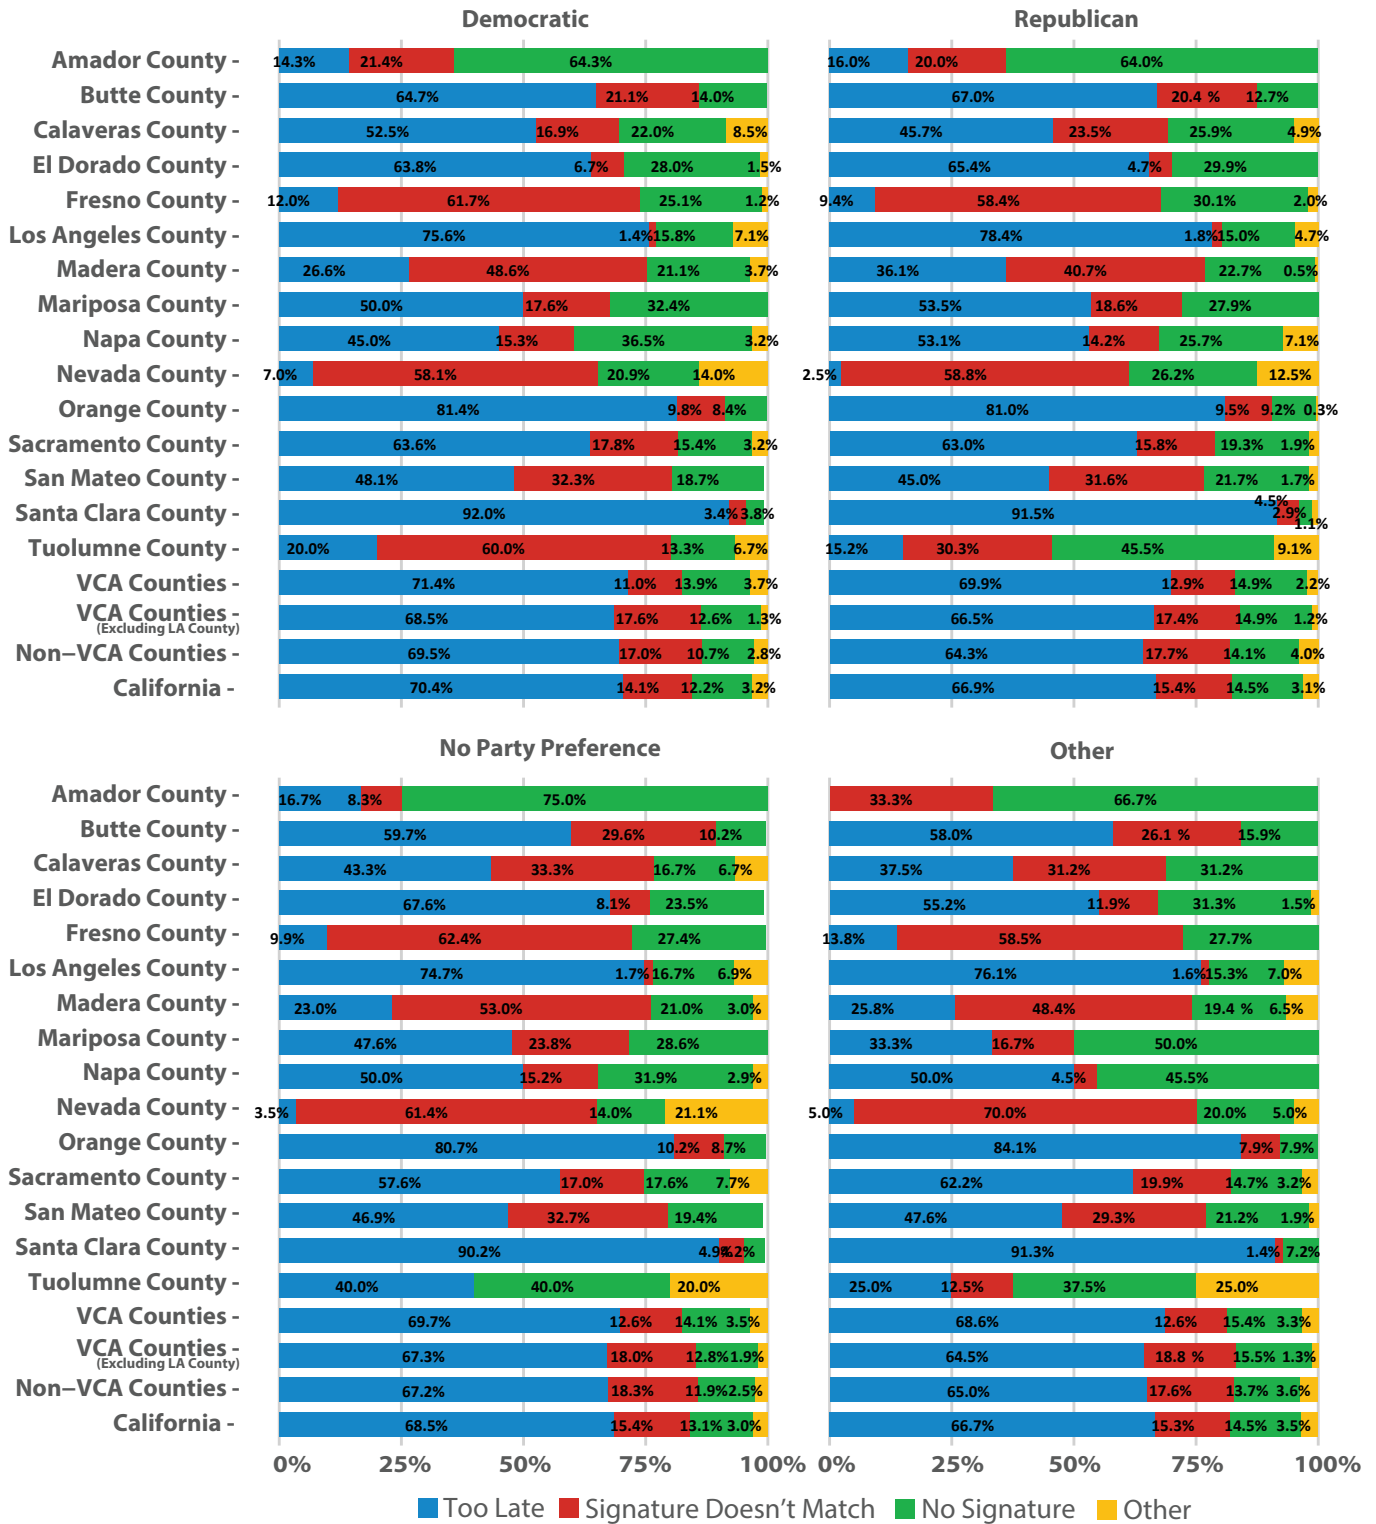 Democratic Republican
Amador County - 14.3% 21.4% 64.3% 16.0% 20.0% 64.0%
Butte County - 64.7% 21.1% 14.0% 67.0% 20.4 % 12.7%
Calaveras County - 52.5% 16.9% 22.0% 8.5% 45.7% 23.5% 25.9% 4.9%
El Dorado County - 63.8% 6.7% 28.0% 1.5% 65.4% 4.7% 29.9%
Fresno County - 12.0% 61.7% 25.1% 1.2% 9.4% 58.4% 30.1% 2.0%
Los Angeles County - 75.6% 1.4% 15.8% 7.1% 78.4% 1.8% 15.0% 4.7%
Madera County - 26.6% 48.6% 21.1% 3.7% 36.1% 40.7% 22.7% 0.5%
Mariposa County - 50.0% 17.6% 32.4% 53.5% 18.6% 27.9%
Napa County - 45.0% 15.3% 36.5% 3.2% 53.1% 14.2% 25.7% 7.1%
Nevada County - 7.0% 58.1% 20.9% 14.0% 2.5% 58.8% 26.2% 12.5%
Orange County - 81.4% 9.8% 8.4% 81.0% 9.5% 9.2% 0.3%
Sacramento County - 63.6% 17.8% 15.4% 3.2% 63.0% 15.8% 19.3% 1.9%
San Mateo County - 48.1% 32.3% 18.7% 45.0% 31.6% 21.7% 1.7%
Santa Clara County - 92.0% 3.4% 3.8% 91.5% 4.5% 2.9% 1.1%
Tuolumne County - 20.0% 60.0% 13.3% 6.7% 15.2% 30.3% 45.5% 9.1%
VCA Counties - 71.4% 11.0% 13.9% 3.7% 69.9% 12.9% 14.9% 2.2%
VCA Counties - 68.5% 17.6% 12.6% 1.3% 66.5% 17.4% 14.9% 1.2%
(Excluding LA County)
Non−VCA Counties - 69.5% 17.0% 10.7% 2.8% 64.3% 17.7% 14.1% 4.0%
California - 70.4% 14.1% 12.2% 3.2% 66.9% 15.4% 14.5% 3.1%
No Party Preference Other
Amador County - 16.7% 8.3% 75.0% 33.3% 66.7%
Butte County - 59.7% 29.6% 10.2% 58.0% 26.1 % 15.9%
Calaveras County - 43.3% 33.3% 16.7% 6.7% 37.5% 31.2% 31.2%
El Dorado County - 67.6% 8.1% 23.5% 55.2% 11.9% 31.3% 1.5%
Fresno County - 9.9% 62.4% 27.4% 13.8% 58.5% 27.7%
Los Angeles County - 74.7% 1.7% 16.7% 6.9% 76.1% 1.6% 15.3% 7.0%
Madera County - 23.0% 53.0% 21.0% 3.0% 25.8% 48.4% 19.4 % 6.5%
Mariposa County - 47.6% 23.8% 28.6% 33.3% 16.7% 50.0%
Napa County - 50.0% 15.2% 31.9% 2.9% 50.0% 4.5% 45.5%
Nevada County - 3.5% 61.4% 14.0% 21.1% 5.0% 70.0% 20.0% 5.0%
Orange County - 80.7% 10.2% 8.7% 84.1% 7.9% 7.9%
Sacramento County - 57.6% 17.0% 17.6% 7.7% 62.2% 19.9% 14.7% 3.2%
San Mateo County - 46.9% 32.7% 19.4% 47.6% 29.3% 21.2% 1.9%
Santa Clara County - 90.2% 4.9% 91.3% 1.4% 7.2%
Tuolumne County - 40.0% 40.0% 20.0% 25.0% 12.5% 37.5% 25.0%
VCA Counties - 69.7% 12.6% 14.1% 3.5% 68.6% 12.6% 15.4% 3.3%
VCA Counties - 67.3% 18.0% 12.8% 1.9% 64.5% 18.8 % 15.5% 1.3%
(Excluding LA County)
Non−VCA Counties - 67.2% 18.3% 11.9% 2.5% 65.0% 17.6% 13.7% 3.6%
California - 68.5% 15.4% 13.1% 3.0% 66.7% 15.3% 14.5% 3.5%
0% 25% 50% 75% 100% 0% 25% 50% 75% 100%
Too Late Signature Doesn't Match No Signature Other